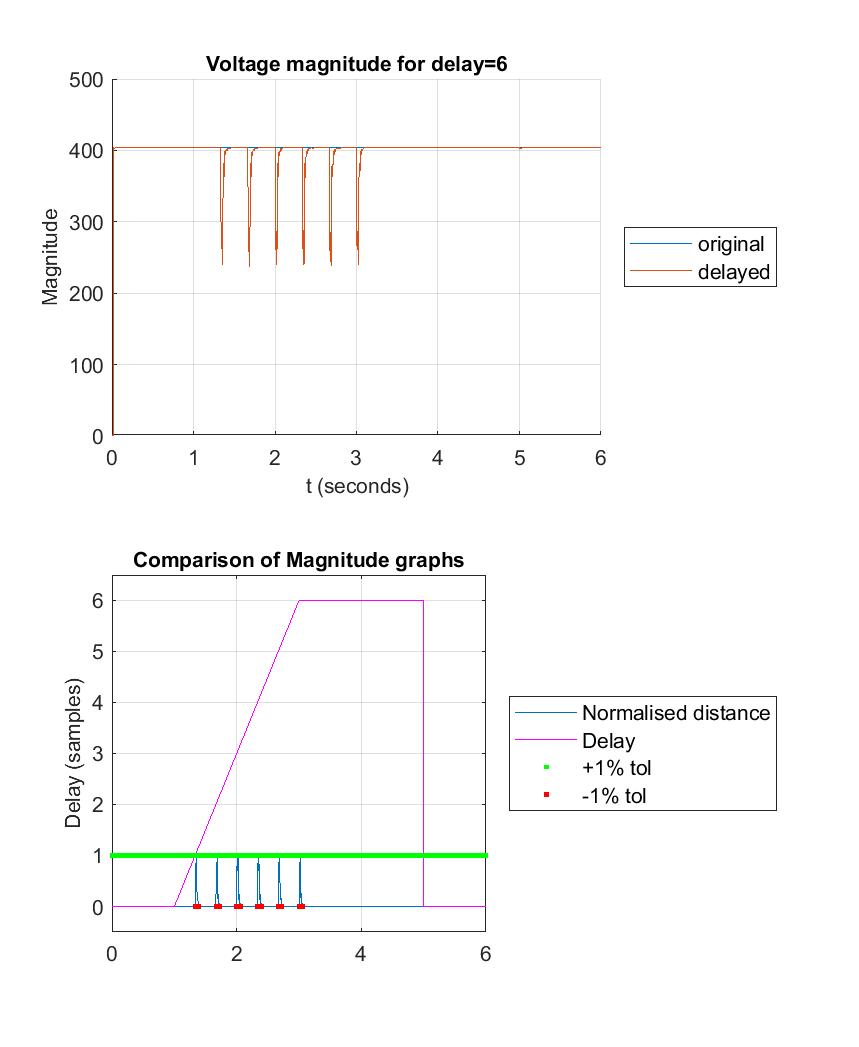 Voltage magnitude for delay=6
500
400
300
200
100
0
Magnitude
0 1 2 3 4 5 6
t (seconds)
original
delayed
Comparison of Magnitude graphs
6
5
4
3
2
1
0
Delay (samples)
0 2 4 6
Normalised distance
Delay
+1% tol
-1% tol